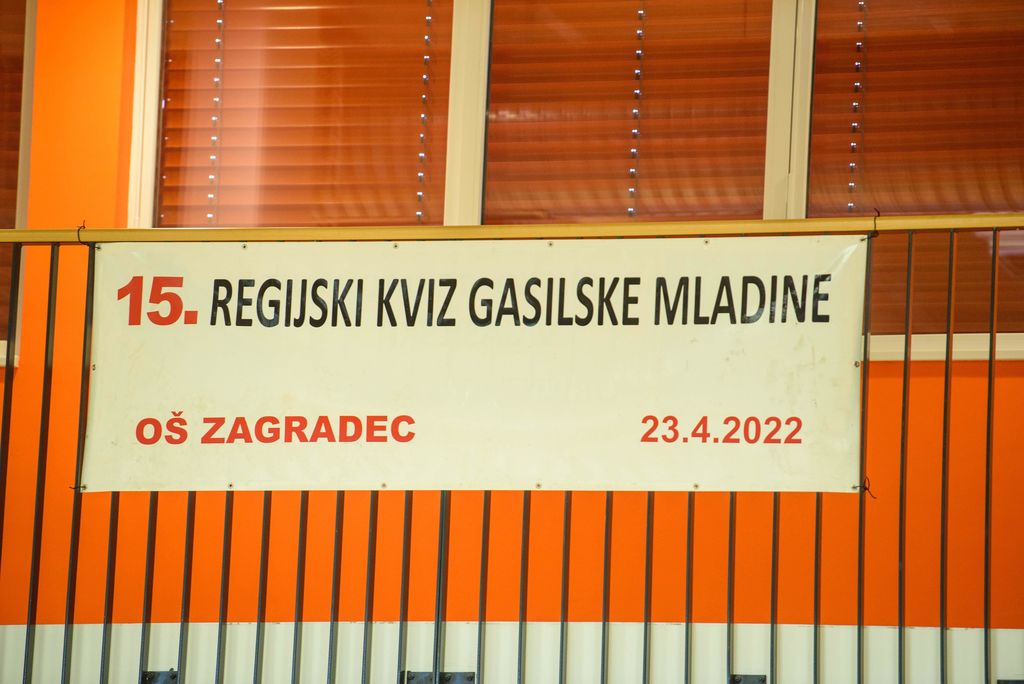 15. REGIJSKI KVIZ GASILSKE MLADINE
OŠ ZAGRADEC 23.4.2022